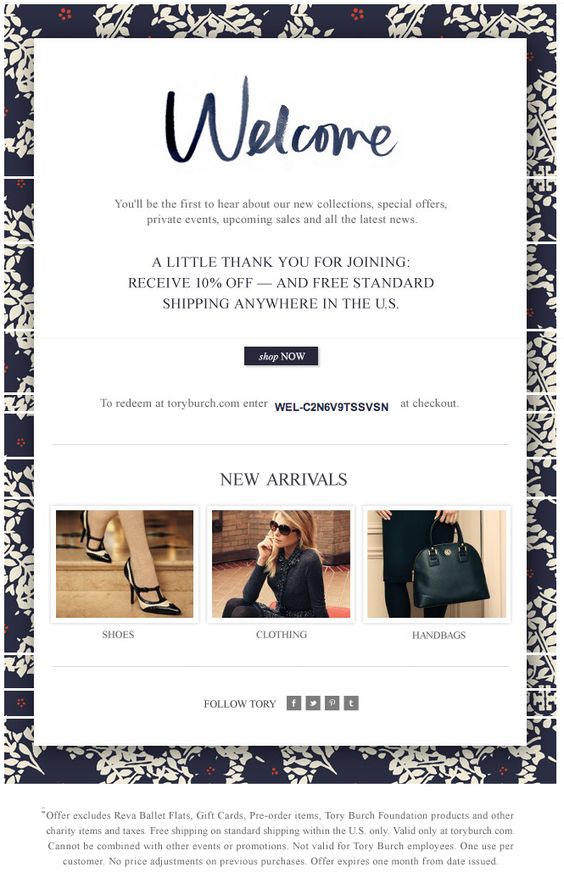 Welcome
You'll be the first to hear about our new collections, special offers,
private events, upcoming sales and all the latest news.
A LITTLE THANK YOU FOR JOINING:
RECEIVE 10% OFF — AND FREE STANDARD
SHIPPING ANYWHERE IN THE U.S.
shop NOW
To redeem at toryburch.com enter WEL-C2N6V9TSSVSN at checkout.
NEW ARRIVALS
SHOES CLOTHING HANDBAGS
FOLLOW TORY
*Offer excludes Reva Ballet Flats, Gift Cards, Pre-order items, Tory Burch Foundation products and other
charity items and taxes. Free shipping on standard shipping within the U.S. only. Valid only at toryburch.com.
Cannot be combined with other events or promotions. Not valid for Tory Burch employees. One use per
customer. No price adjustments on previous purchases. Offer expires one month from date issued.